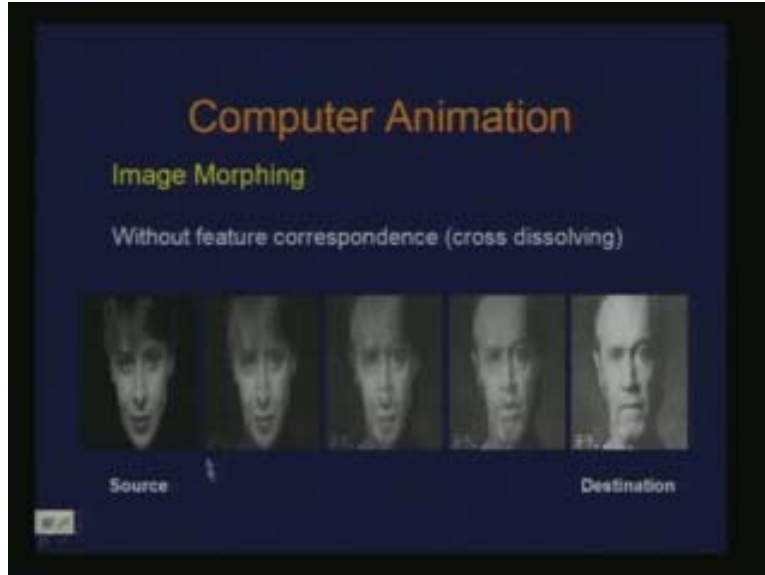 Computer Animation
Image Morphing
Without feature correspondence (cross dissolving)
Source
Destination